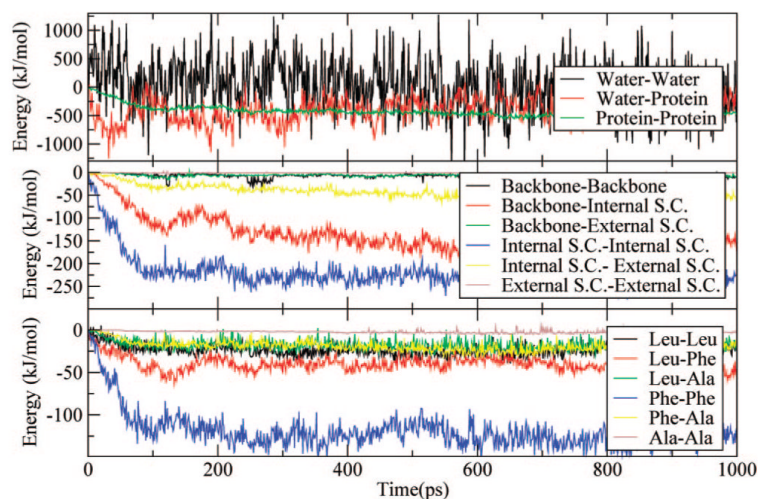 Energy (kJ/mol)
1000
500
0
-500
-1000
Water-Water
Water-Protein
Protein-Protein
Energy (kJ/mol)
0
-50
-100
-150
-200
-250
Backbone-Backbone
Backbone-Internal S.C.
Backbone-External S.C.
Internal S.C.-Internal S.C.
Internal S.C.- External S.C.
External S.C.-External S.C.
Energy (kJ/mol)
0
-50
-100
Leu-Leu
Leu-Phe
Leu-Ala
Phe-Phe
Phe-Ala
Ala-Ala
0 200 400 600 800 1000
Time(ps)